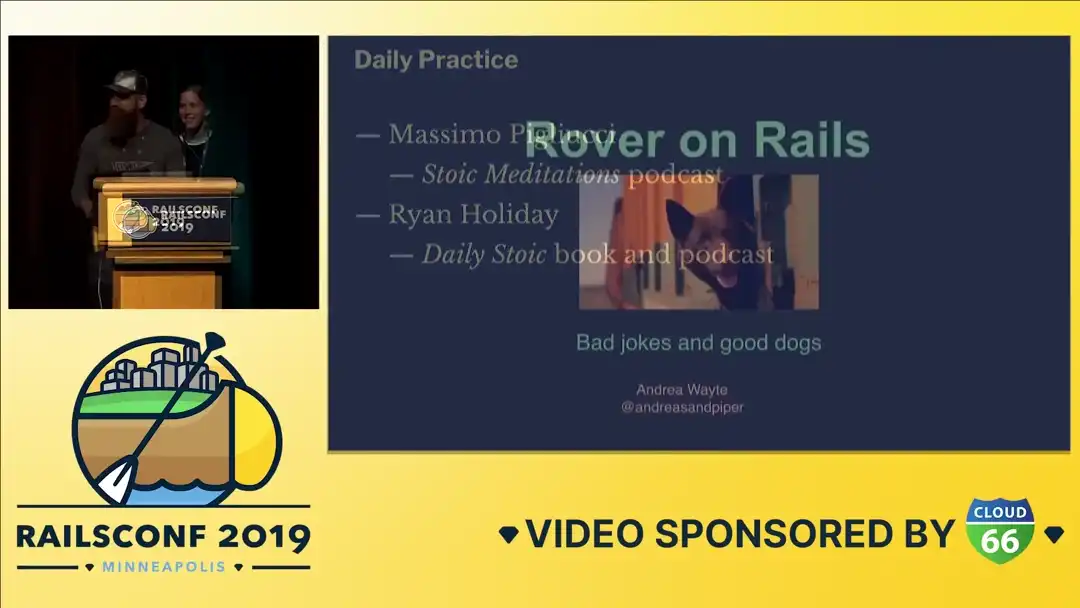 Daily Practice
— Massimo Pigliucci
— Stoic Meditations podcast
— Ryan Holiday
— Daily Stoic book and podcast
Rover on Rails
Bad jokes and good dogs
Andrea Wayte
@andreasandpiper
RAILSCONF
2019
RAILSCONF 2019
MINNEAPOLIS
VIDEO SPONSORED BY
CLOUD
66